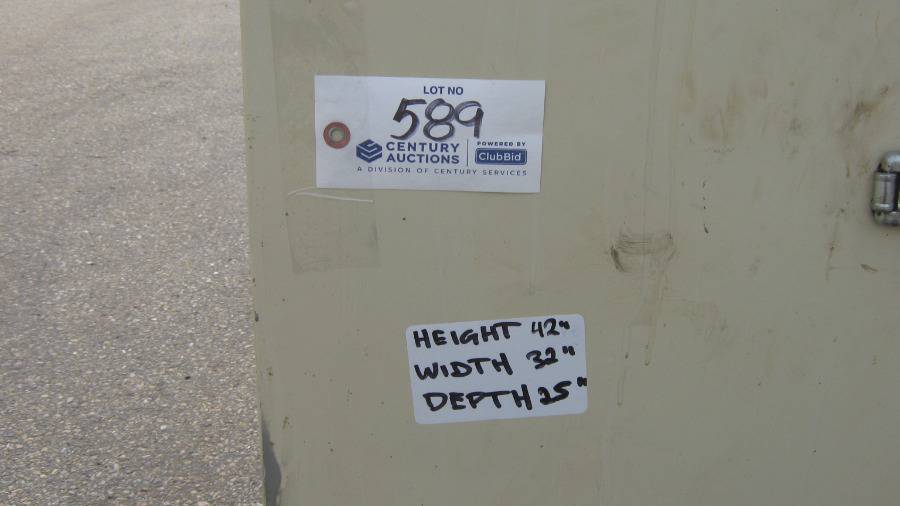 LOT NO
589
CENTURY AUCTIONS
POWERED BY
ClubBid
A DIVISION OF CENTURY SERVICES
HEIGHT 42"
WIDTH 32"
DEPTH 25"